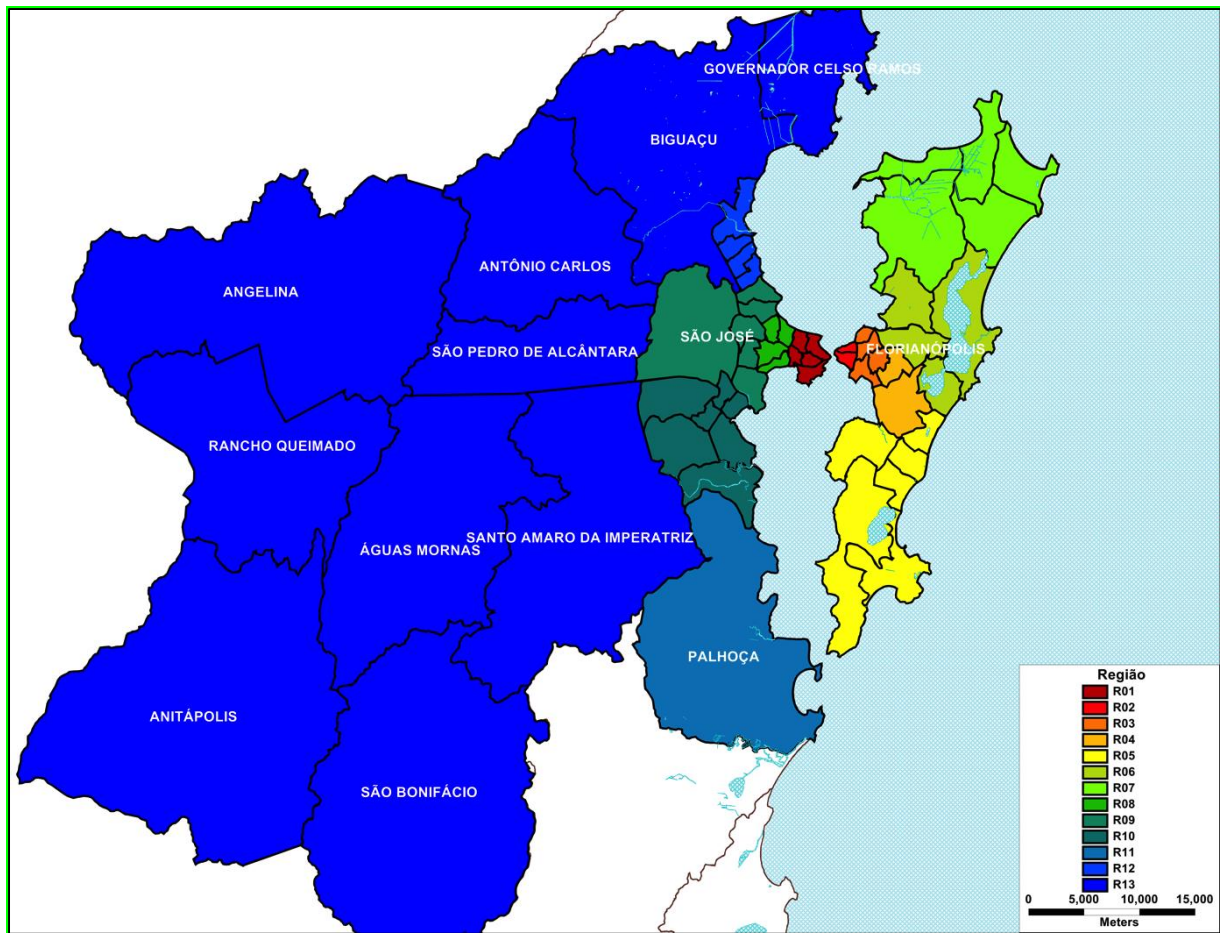 GOVERNADOR CELSO RAMOS
BIGUAÇU
ANTÔNIO CARLOS
ANGELINA
SÃO JOSÉ
SÃO PEDRO DE ALCÂNTARA
FLORIANÓPOLIS
RANCHO QUEIMADO
SANTO AMARO DA IMPERATRIZ
ÁGUAS MORNAS
PALHOÇA
ANITÁPOLIS
SÃO BONIFÁCIO
Região
R01
R02
R03
R04
R05
R06
R07
R08
R09
R10
R11
R12
R13
0 5,000 10,000 15,000
Meters